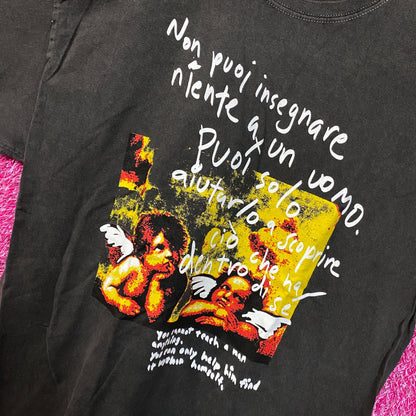 Non puoi insegnare
niente a un uomo.
Puoi solo
aiutarlo a scoprire
ciò che ha
dentro di sé
You cannot teach a man
anything.
You can only help him find
it within himself.